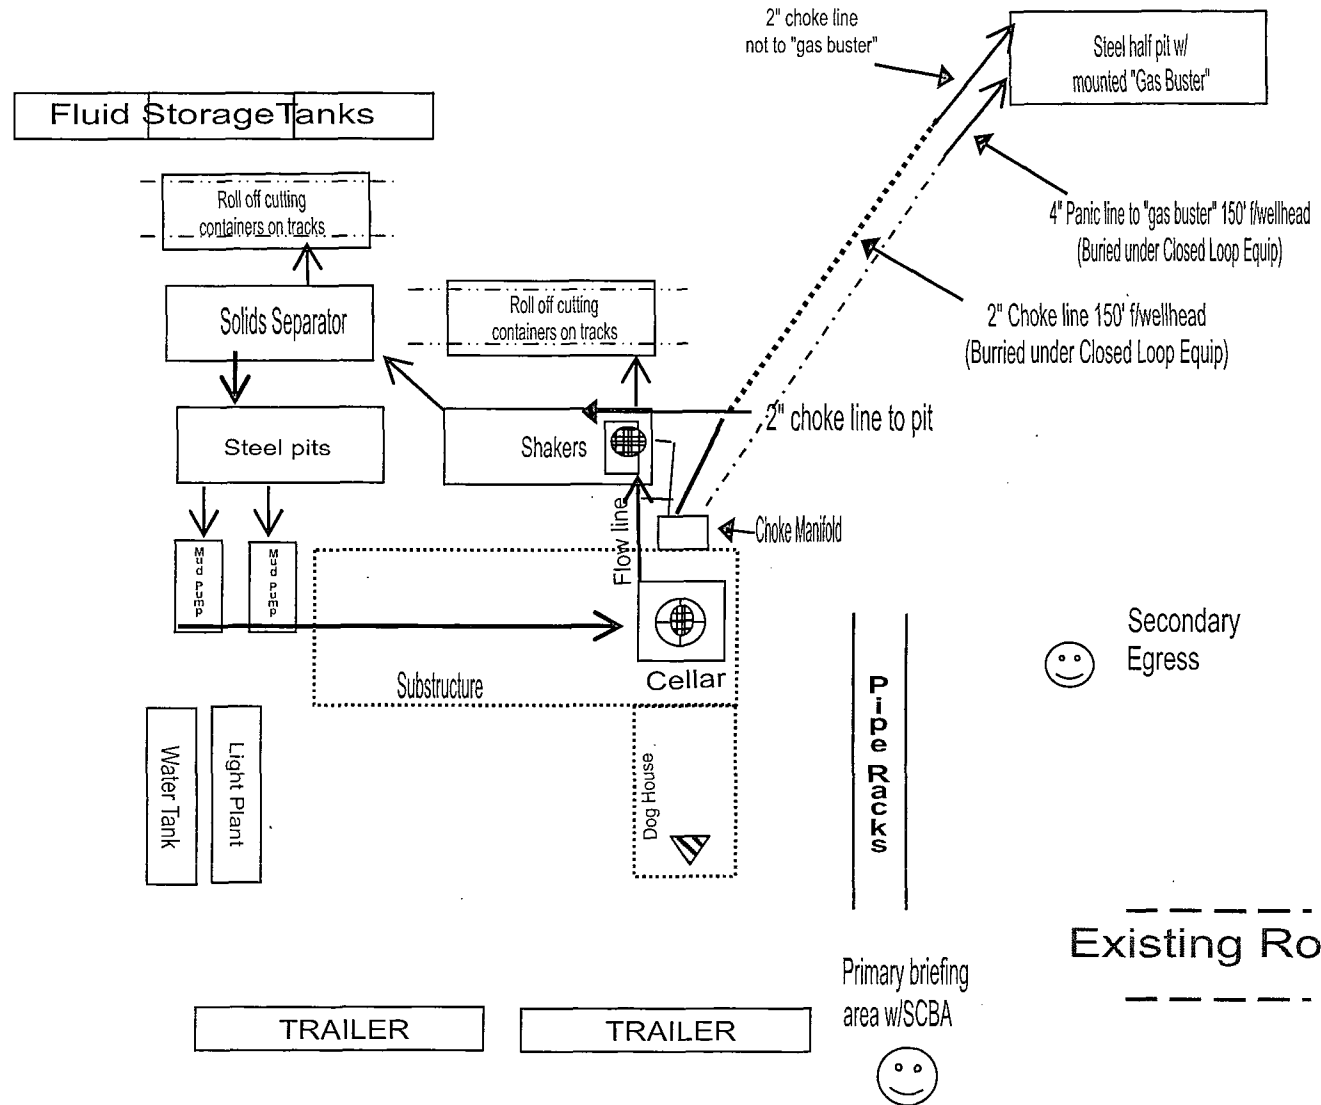 2" choke line
not to "gas buster"
Steel half pit w/
mounted "Gas Buster"
Fluid StorageTanks
Roll off cutting
containers on tracks
4" Panic line to "gas buster" 150' f/wellhead
(Buried under Closed Loop Equip)
Solids Separator
Roll off cutting
containers on tracks
2" Choke line 150' f/wellhead
(Burried under Closed Loop Equip)
Steel pits
Shakers
2" choke line to pit
Flow line
Choke Manifold
Mud Pump
Mud Pump
Substructure
Cellar
Secondary
Egress
Pipe Racks
Water Tank
Light Plant
Dog House
Existing Ro
Primary briefing
area w/SCBA
TRAILER
TRAILER